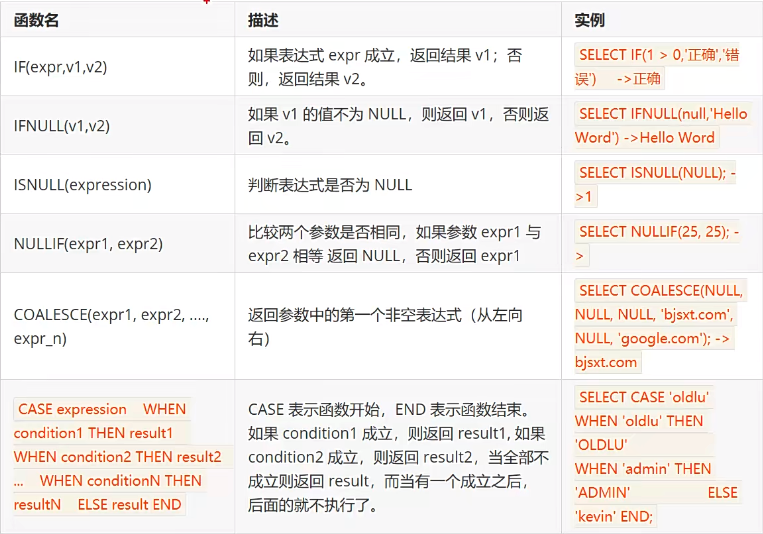 函数名 描述 实例
IF(expr,v1,v2)
如果表达式 expr 成立，返回结果 v1；否
则，返回结果 v2。
SELECT IF(1 > 0,'正确','错
误') ->正确
IFNULL(v1,v2)
如果 v1 的值不为 NULL，则返回 v1，否则返
回 v2。
SELECT IFNULL(null,'Hello
Word') ->Hello Word
ISNULL(expression)
判断表达式是否为 NULL
SELECT ISNULL(NULL); -
>1
NULLIF(expr1, expr2)
比较两个参数是否相同，如果参数 expr1 与
expr2 相等 返回 NULL，否则返回 expr1
SELECT NULLIF(25, 25); -
>
COALESCE(expr1, expr2, ....,
expr_n)
返回参数中的第一个非空表达式（从左向
右）
SELECT COALESCE(NULL,
NULL, NULL, 'bjsxt.com',
NULL, 'google.com'); ->
bjsxt.com
CASE expression WHEN
condition1 THEN result1
WHEN condition2 THEN result2
... WHEN conditionN THEN
resultN ELSE result END
CASE 表示函数开始，END 表示函数结束。
如果 condition1 成立，则返回 result1, 如果
condition2 成立，则返回 result2，当全部不
成立则返回 result，而当有一个成立之后，
后面的就不执行了。
SELECT CASE 'oldlu'
WHEN 'oldlu' THEN
'OLDLU'
WHEN 'admin' THEN
'ADMIN' ELSE
'kevin' END;